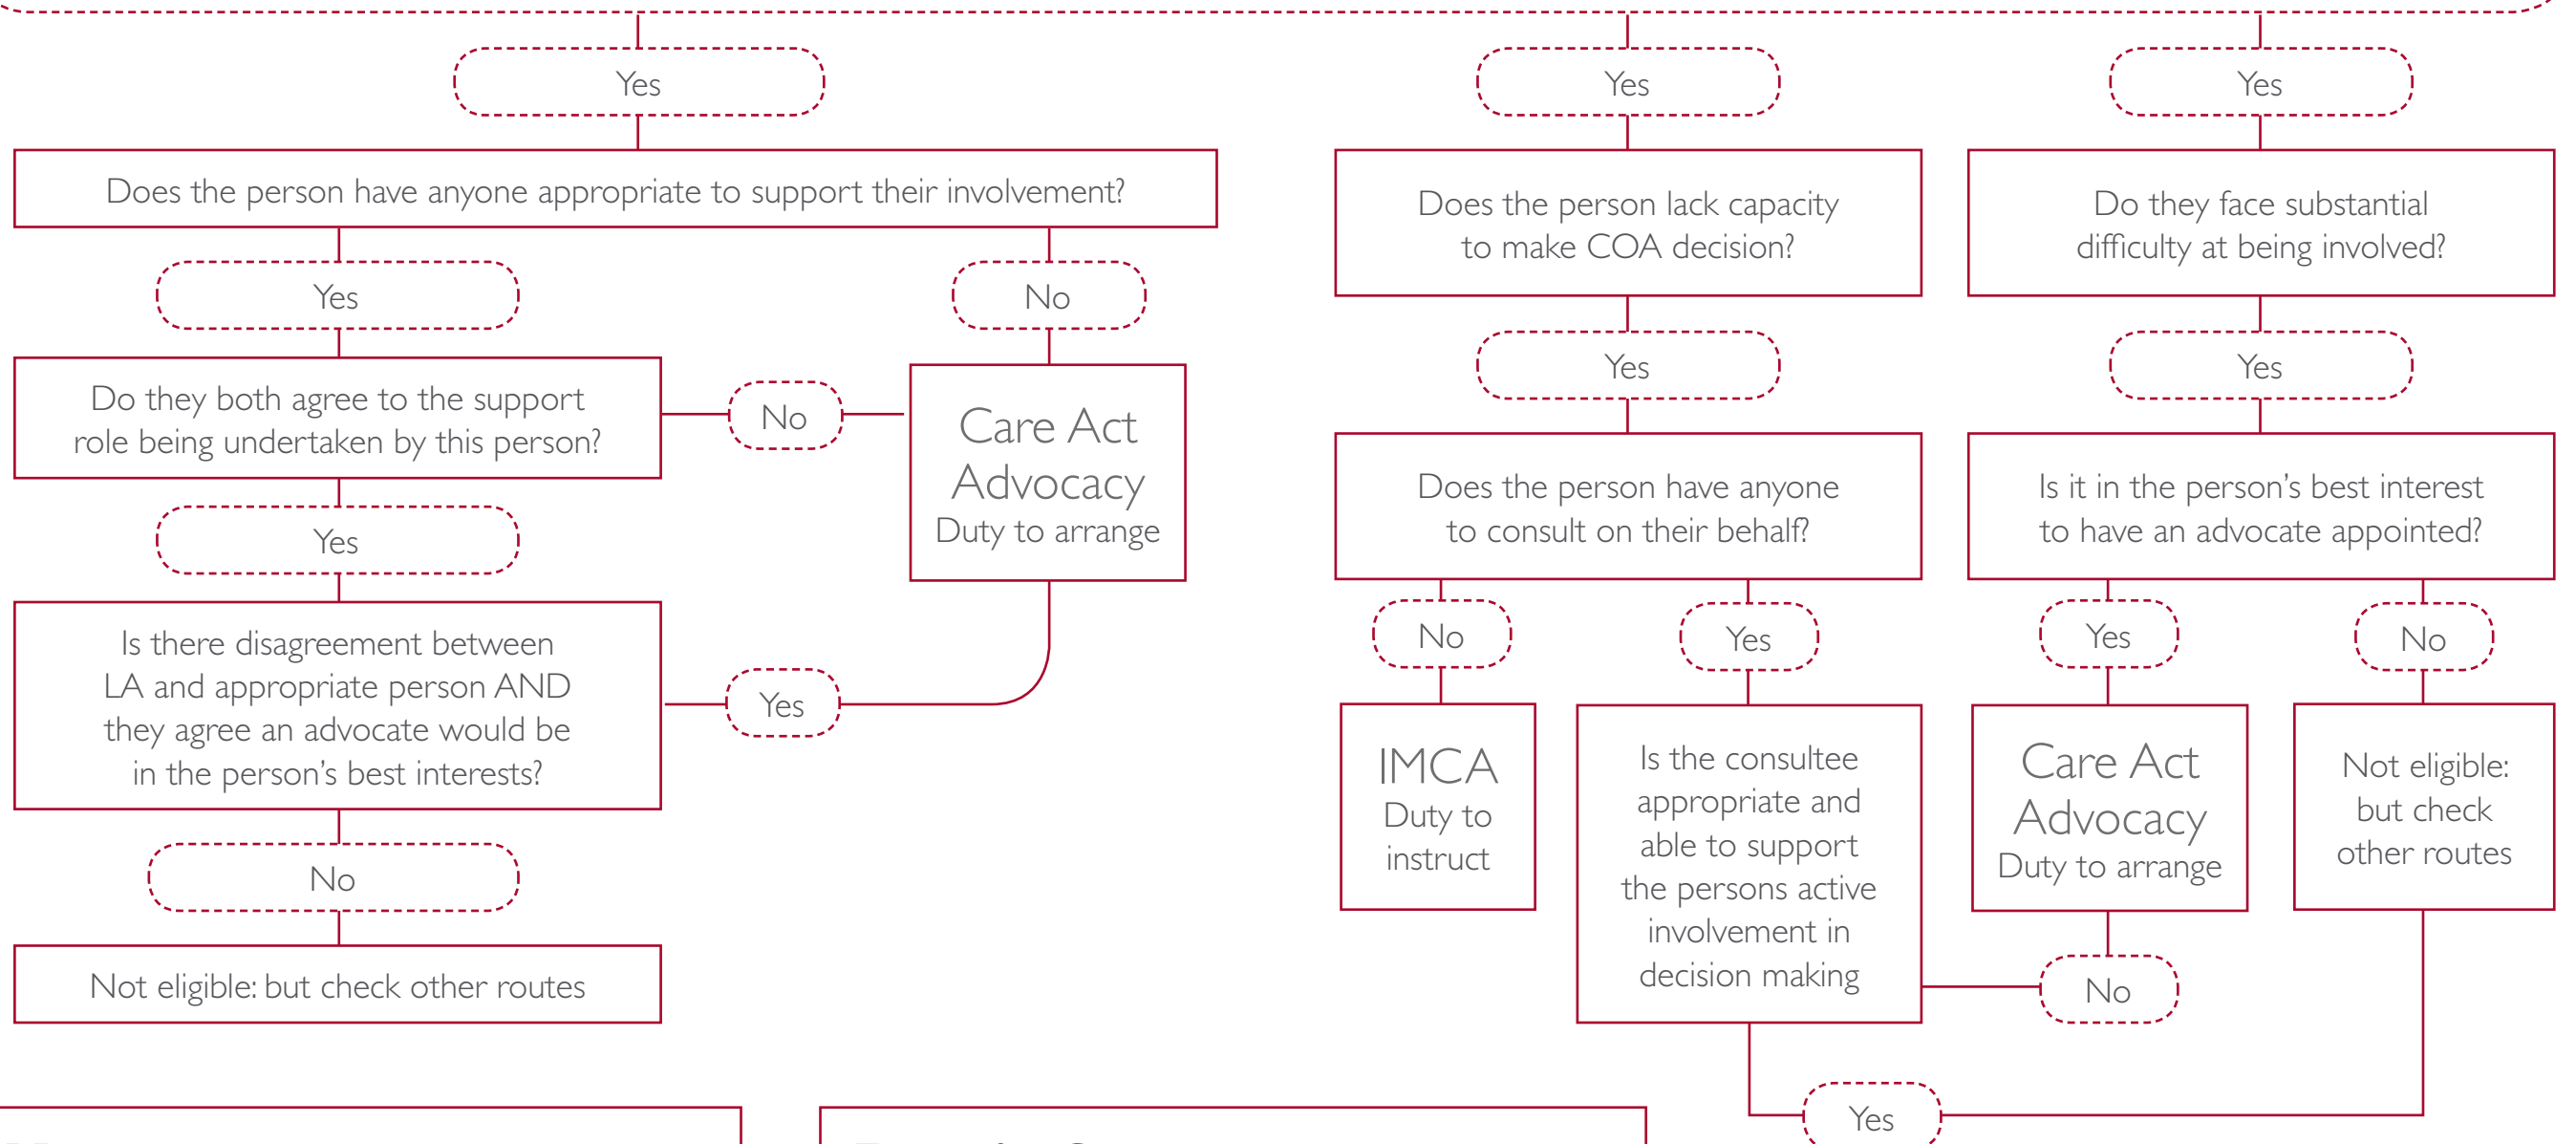 Yes
Yes
Yes
Does the person have anyone appropriate to support their involvement?
Does the person lack capacity
to make COA decision?
Do they face substantial
difficulty at being involved?
Yes
No
Yes
Yes
Do they both agree to the support
role being undertaken by this person?
No
Care Act
Advocacy
Duty to arrange
Does the person have anyone
to consult on their behalf?
Is it in the person's best interest
to have an advocate appointed?
Yes
Is there disagreement between
LA and appropriate person AND
they agree an advocate would be
in the person's best interests?
Yes
No
Yes
Yes
No
IMCA
Duty to
instruct
Is the consultee
appropriate and
able to support
the persons active
involvement in
decision making
Care Act
Advocacy
Duty to arrange
Not eligible:
but check
other routes
No
Not eligible: but check other routes
No
Yes